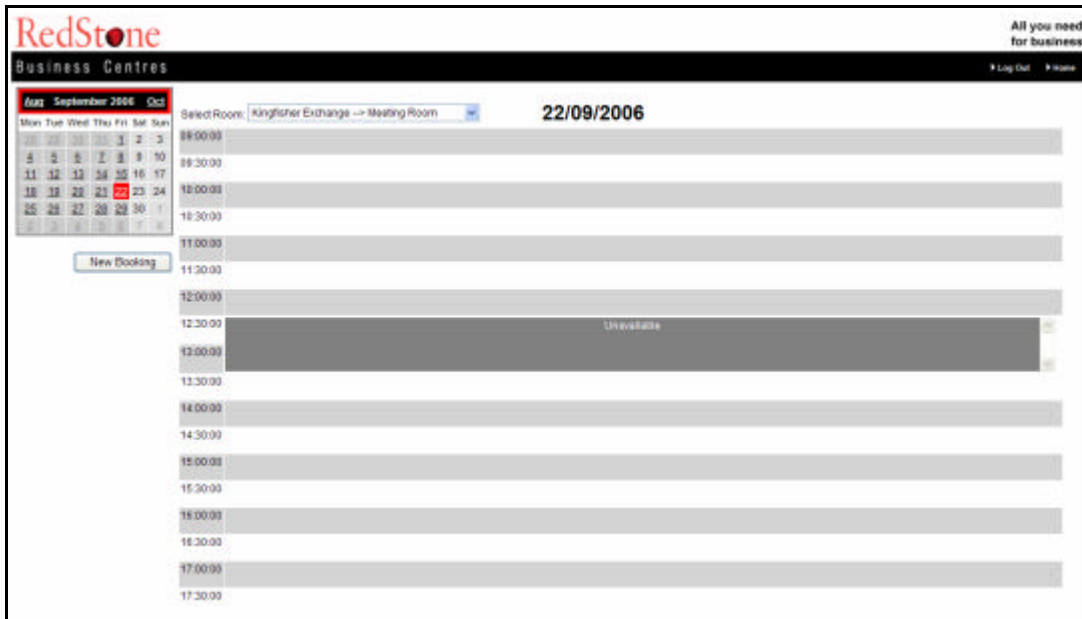 RedStone
All you need
for business
Business Centres
Log Out Home
Aug September 2006 Oct
Mon Tue Wed Thu Fri Sat Sun
28 29 30 31 1 2 3
4 5 6 7 8 9 10
11 12 13 14 15 16 17
18 19 20 21 22 23 24
25 26 27 28 29 30 1
2 3 4 5 6 7 8
New Booking
Select Room: Kingfisher Exchange --> Meeting Room
22/09/2006
09:00:00
09:30:00
10:00:00
10:30:00
11:00:00
11:30:00
12:00:00
12:30:00 Unavailable
13:00:00
13:30:00
14:00:00
14:30:00
15:00:00
15:30:00
16:00:00
16:30:00
17:00:00
17:30:00